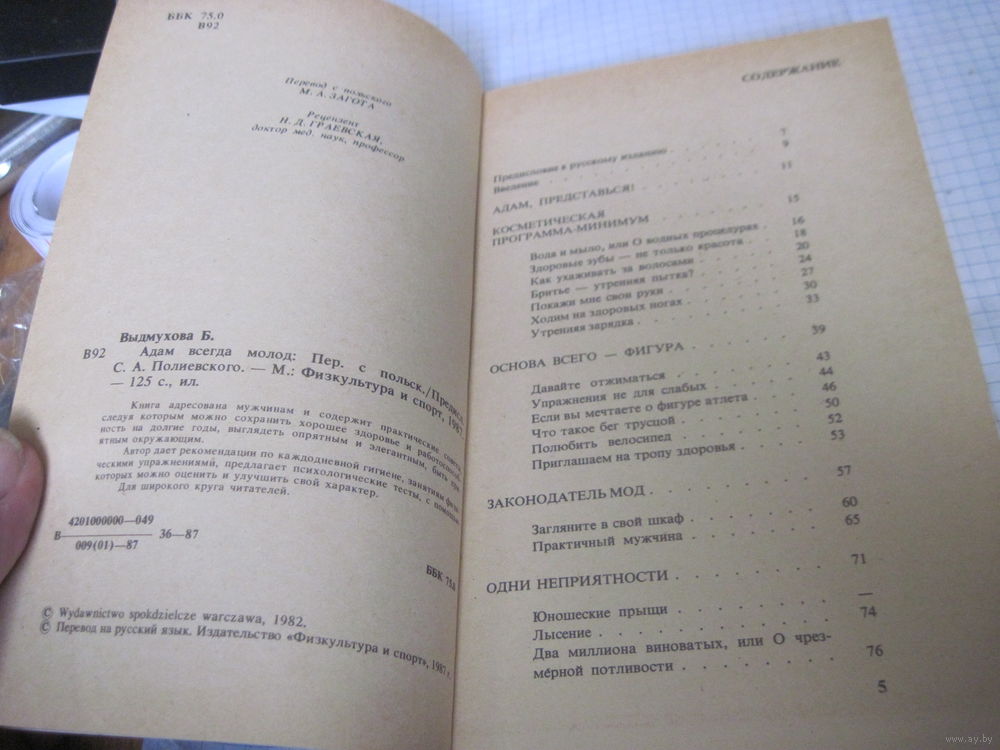 ББК 75.0
В92
Перевод с польского
М. А. ЗАГОТА
Рецензент
Н. Д. ГРАЕВСКАЯ,
доктор мед. наук, профессор
Выдмухова Б.
В92 Адам всегда молод: Пер. с польск./Предисл.
С. А. Полиевского. — М.: Физкультура и спорт, 1987.
— 125 с., ил.
Книга адресована мужчинам и содержит практические советы,
следуя которым можно сохранить хорошее здоровье и работоспособ-
ность на долгие годы, выглядеть опрятным и элегантным, быть при-
ятным окружающим.
Автор дает рекомендации по каждодневной гигиене, занятиям физи-
ческими упражнениями, предлагает психологические тесты, с помощью
которых можно оценить и улучшить свой характер.
Для широкого круга читателей.
4201000000—049
В 36—87
009(01)—87
ББК 75.0
© Wydawnictwo spokdzielcze warczawa, 1982.
© Перевод на русский язык. Издательство «Физкультура и спорт», 1987 г.
СОДЕРЖАНИЕ
Предисловие к русскому изданию . 7
Введение . . . . . . . . . 9
АДАМ, ПРЕДСТАВЬСЯ! . . . . . 11
КОСМЕТИЧЕСКАЯ
ПРОГРАММА-МИНИМУМ . . . . . 15
Вода и мыло, или О водных процедурах . 16
Здоровые зубы — не только красота . 18
Как ухаживать за волосами . . . 20
Бритье — утренняя пытка? . . . . 24
Покажи мне свои руки . . . . . 27
Ходим на здоровых ногах . . . . 30
Утренняя зарядка . . . . . . 33
ОСНОВА ВСЕГО — ФИГУРА . . . . 39
Давайте отжиматься . . . . . 43
Упражнения не для слабых . . . . 44
Если вы мечтаете о фигуре атлета . . 46
Что такое бег трусцой . . . . . 50
Полюбить велосипед . . . . . 52
Приглашаем на тропу здоровья . . . 53
ЗАКОНОДАТЕЛЬ МОД . . . . . . 57
Загляните в свой шкаф . . . . . 60
Практичный мужчина . . . . . 65
ОДНИ НЕПРИЯТНОСТИ . . . . . . 71
Юношеские прыщи . . . . . . —
Лысение . . . . . . . . . 74
Два миллиона виноватых, или О чрез-
мерной потливости . . . . . . 76
5
www.ay.by